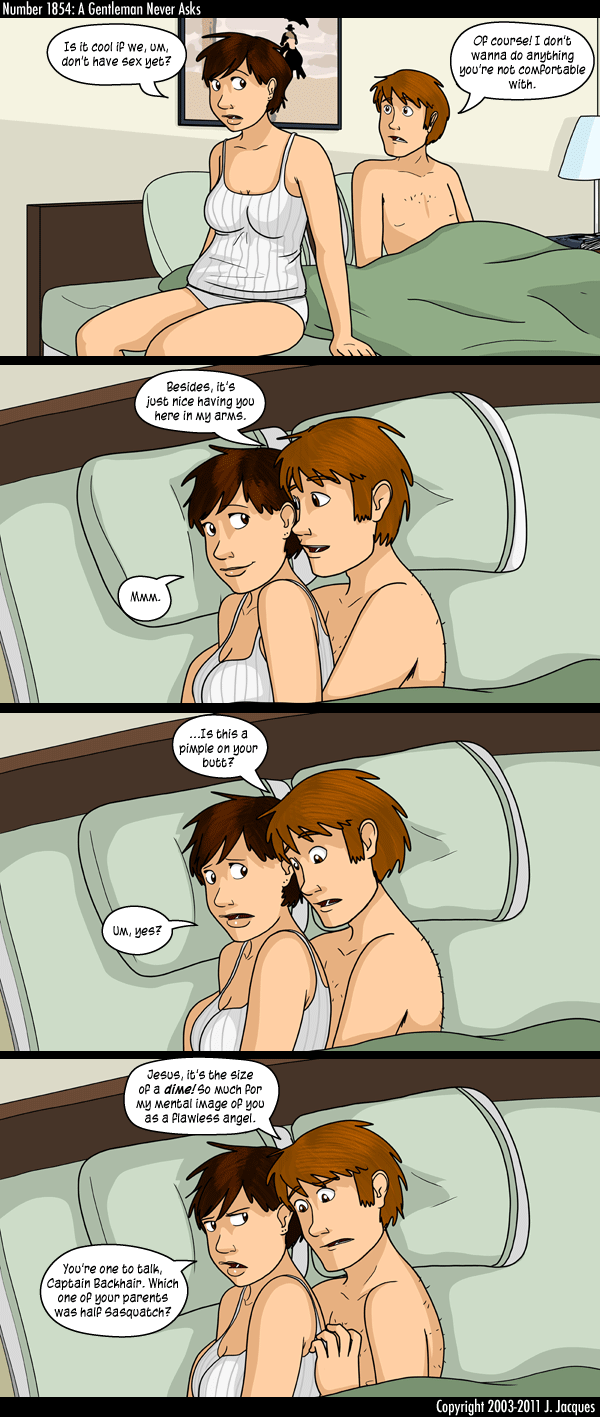 Number 1854: A Gentleman Never Asks
Is it cool if we, um,
don't have sex yet?
Of course! I don't
wanna do anything
you're not comfortable
with.
Besides, it's
just nice having you
here in my arms.
Mmm.
...Is this a
pimple on your
butt?
Um, yes?
Jesus, it's the size
of a dime! So much for
my mental image of you
as a flawless angel.
You're one to talk,
Captain Backhair. Which
one of your parents
was half Sasquatch?
Copyright 2003-2011 J. Jacques